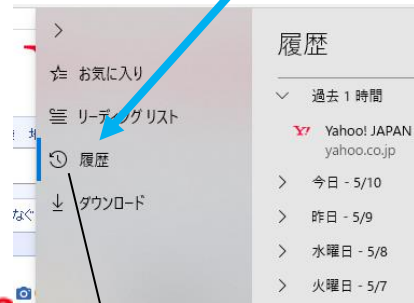 お気に入り
リーディング リスト
履歴
ダウンロード
なぐ
履歴
過去 1 時間
Yahoo! JAPAN
yahoo.co.jp
今日 - 5/10
昨日 - 5/9
水曜日 - 5/8
火曜日 - 5/7